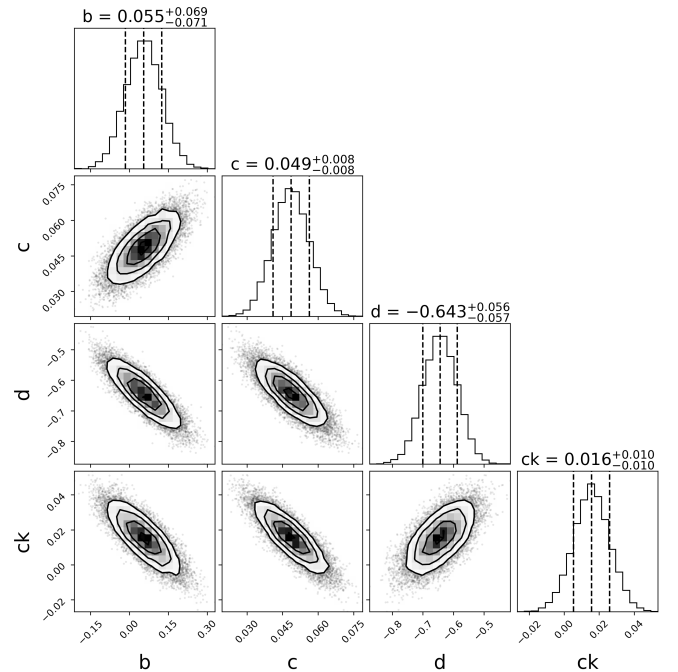 b = 0.055+0.069−0.071
c = 0.049+0.008−0.008
0.075
0.060
0.045
0.030
c
d = −0.643+0.056−0.057
−0.5
−0.6
−0.7
−0.8
d
ck = 0.016+0.010−0.010
0.04
0.02
0.00
−0.02
ck
−0.15 0.00 0.15 0.30
0.030 0.045 0.060 0.075
−0.8 −0.7 −0.6 −0.5
−0.02 0.00 0.02 0.04
b c d ck